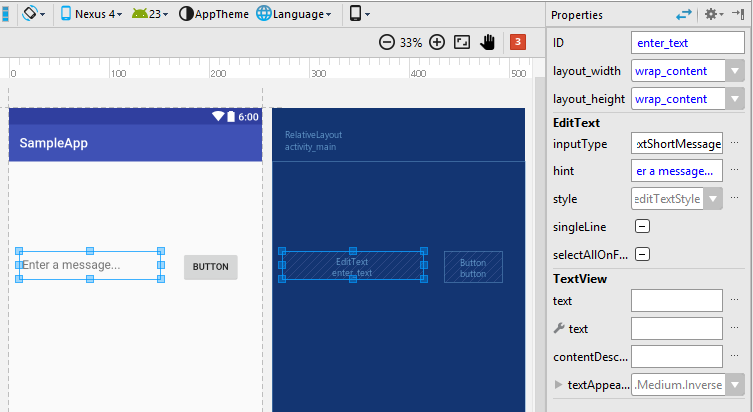 Nexus 4 23 AppTheme Language
33% 3
0 100 200 300 400 500
6:00
SampleApp
Enter a message...
BUTTON
RelativeLayout
activity_main
EditText
enter_text
Button
button
Properties
ID enter_text
layout_width wrap_content
layout_height wrap_content
EditText
inputType xtShortMessage
hint er a message...
style editTextStyle
singleLine
selectAllOnF...
TextView
text
text
contentDesc...
textAppea... .Medium.Inverse